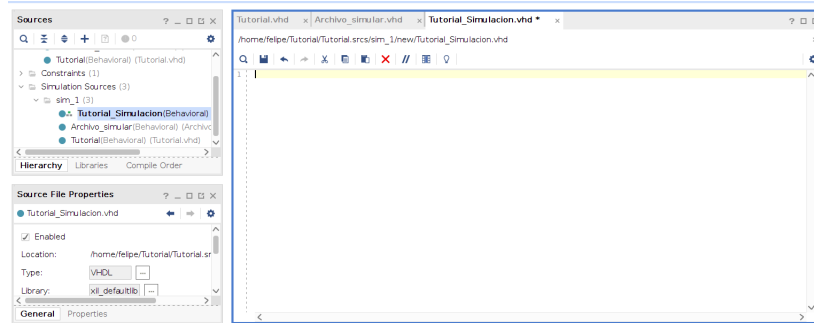 Sources
? _ □
0
Tutorial(Behavioral) (Tutorial.vhd)
Constraints (1)
Simulation Sources (3)
sim_1 (3)
Tutorial_Simulacion(Behavioral)
Archivo_simular(Behavioral) (Archivo
Tutorial(Behavioral) (Tutorial.vhd)
Hierarchy Libraries Compile Order
Source File Properties
? _ □
Tutorial_Simulacion.vhd
Enabled
Location: /home/felipe/Tutorial/Tutorial.sr
Type: VHDL ...
Library: xil_defaultlib ...
General Properties
Tutorial.vhd x Archivo_simular.vhd x Tutorial_Simulacion.vhd * x
? □
/home/felipe/Tutorial/Tutorial.srcs/sim_1/new/Tutorial_Simulacion.vhd
//
1